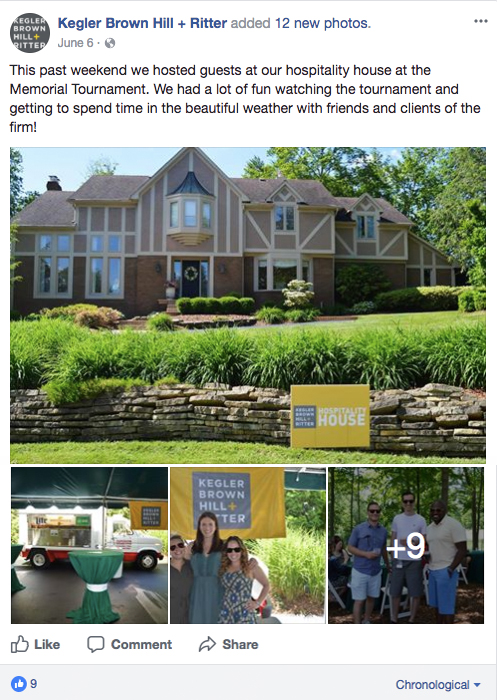 KEGLER
BROWN
HILL+
RITTER
Kegler Brown Hill + Ritter added 12 new photos.
June 6 ·
This past weekend we hosted guests at our hospitality house at the
Memorial Tournament. We had a lot of fun watching the tournament and
getting to spend time in the beautiful weather with friends and clients of the
firm!
KEGLER
BROWN
HILL+
RITTER
HOSPITALITY
HOUSE
Lite
KEGLER
BROWN
HILL+
RITTER
+9
Like
Comment
Share
9
Chronological